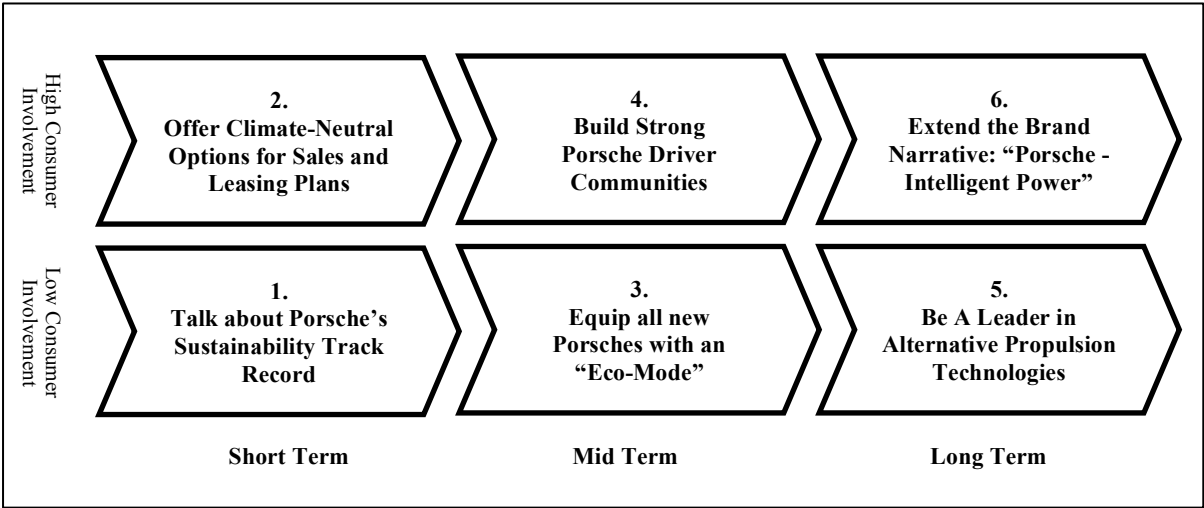 High Consumer
Involvement
2.
Offer Climate-Neutral
Options for Sales and
Leasing Plans
4.
Build Strong
Porsche Driver
Communities
6.
Extend the Brand
Narrative: “Porsche -
Intelligent Power”
Low Consumer
Involvement
1.
Talk about Porsche’s
Sustainability Track
Record
3.
Equip all new
Porsches with an
“Eco-Mode”
5.
Be A Leader in
Alternative Propulsion
Technologies
Short Term
Mid Term
Long Term